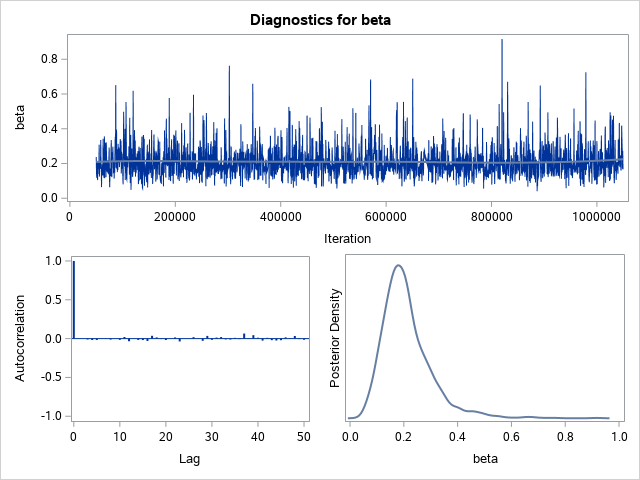 Diagnostics for beta
beta
0.8
0.6
0.4
0.2
0.0
0 200000 400000 600000 800000 1000000
Iteration
Autocorrelation
1.0
0.5
0.0
-0.5
-1.0
0 10 20 30 40 50
Lag
Posterior Density
0.0 0.2 0.4 0.6 0.8 1.0
beta